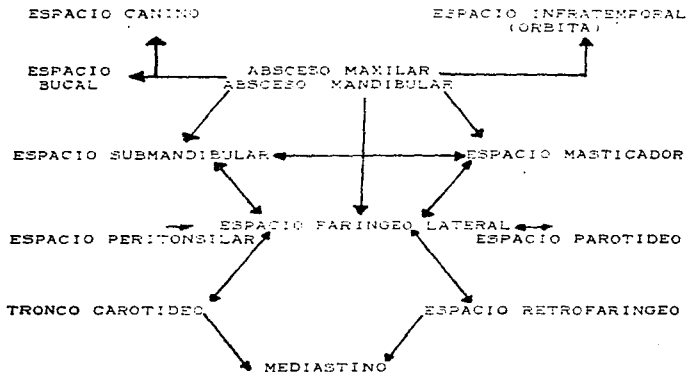 ESPACIO CANINO
ESPACIO INFRATEMPORAL
(ORBITA)
ESPACIO
BUCAL
ABSCESO MAXILAR
ABSCESO MANDIBULAR
ESPACIO SUBMANDIBULAR
ESPACIO MASTICADOR
ESPACIO FARINGEO LATERAL
ESPACIO PERITONSILAR
ESPACIO PAROTIDEO
TRONCO CAROTIDEO
ESPACIO RETROFARINGEO
MEDIASTINO